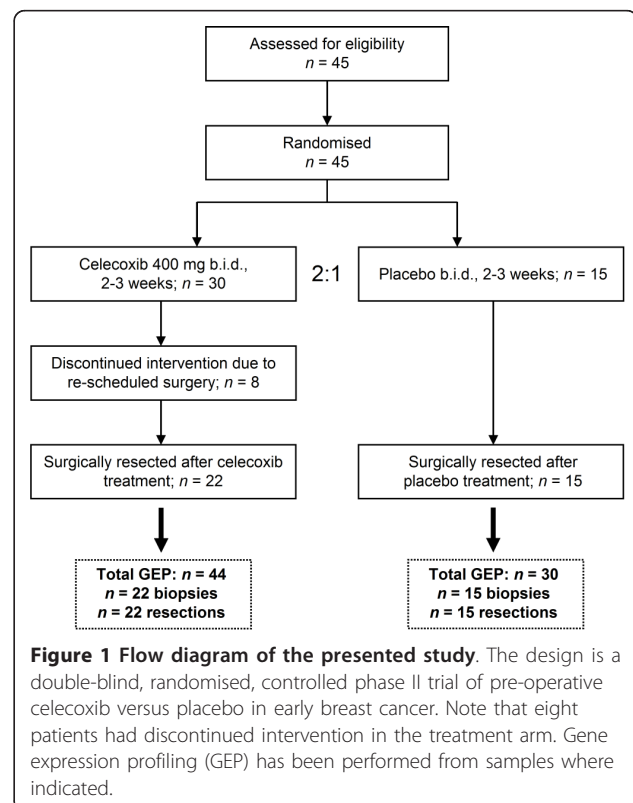 Assessed for eligibility
n = 45
Randomised
n = 45
Celecoxib 400 mg b.i.d.,
2-3 weeks; n = 30
2:1
Placebo b.i.d., 2-3 weeks; n = 15
Discontinued intervention due to
re-scheduled surgery; n = 8
Surgically resected after celecoxib
treatment; n = 22
Surgically resected after
placebo treatment; n = 15
Total GEP: n = 44
n = 22 biopsies
n = 22 resections
Total GEP: n = 30
n = 15 biopsies
n = 15 resections
Figure 1 Flow diagram of the presented study. The design is a
double-blind, randomised, controlled phase II trial of pre-operative
celecoxib versus placebo in early breast cancer. Note that eight
patients had discontinued intervention in the treatment arm. Gene
expression profiling (GEP) has been performed from samples where
indicated.